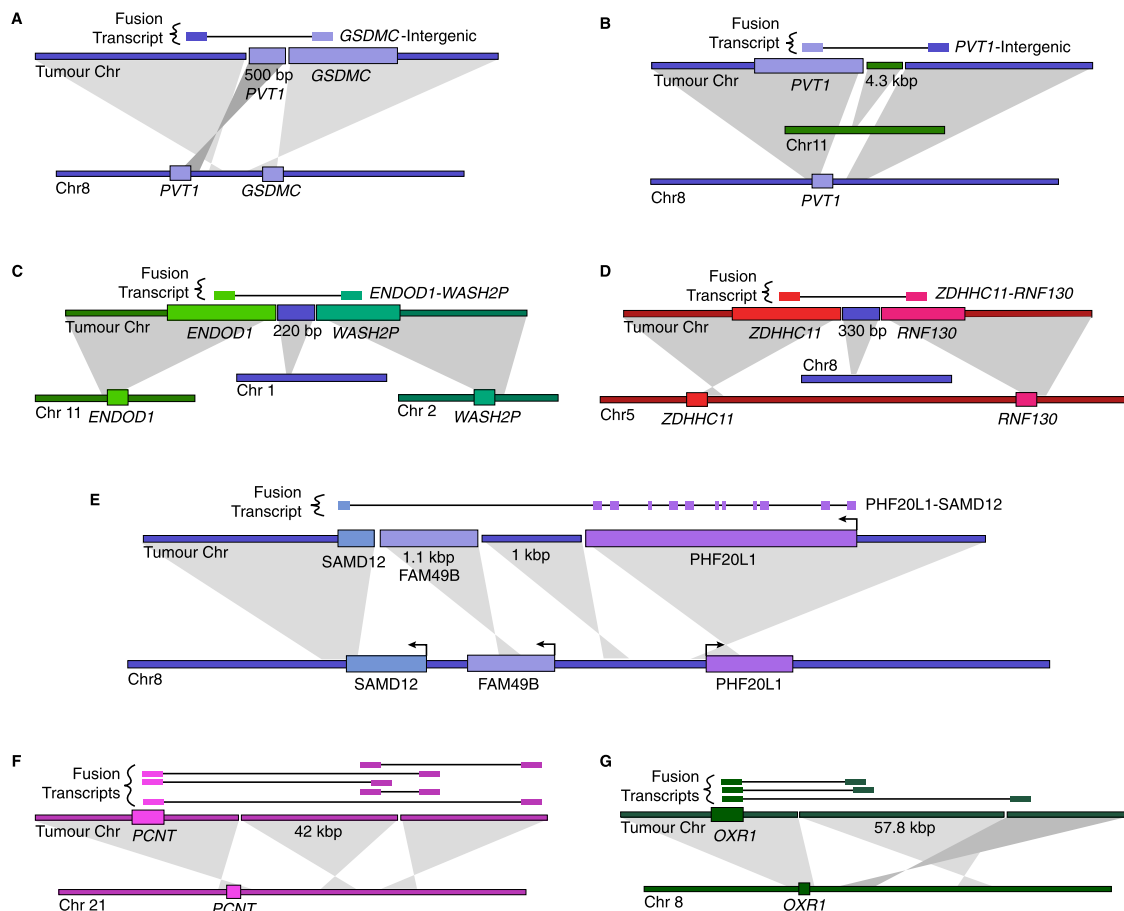 A
Fusion
Transcript
GSDMC-Intergenic
Tumour Chr
500 bp
PVT1
GSDMC
Chr8
PVT1
GSDMC
B
Fusion
Transcript
PVT1-Intergenic
Tumour Chr
PVT1
4.3 kbp
Chr11
Chr8
PVT1
C
Fusion
Transcript
ENDOD1-WASH2P
Tumour Chr
ENDOD1
220 bp
WASH2P
Chr 1
Chr 11
ENDOD1
Chr 2
WASH2P
D
Fusion
Transcript
ZDHHC11-RNF130
Tumour Chr
ZDHHC11
330 bp
RNF130
Chr8
Chr5
ZDHHC11
RNF130
E
Fusion
Transcript
PHF20L1-SAMD12
Tumour Chr
SAMD12
1.1 kbp
FAM49B
1 kbp
PHF20L1
Chr8
SAMD12
FAM49B
PHF20L1
F
Fusion
Transcripts
Tumour Chr
PCNT
42 kbp
Chr 21
PCNT
G
Fusion
Transcripts
Tumour Chr
OXR1
57.8 kbp
Chr 8
OXR1